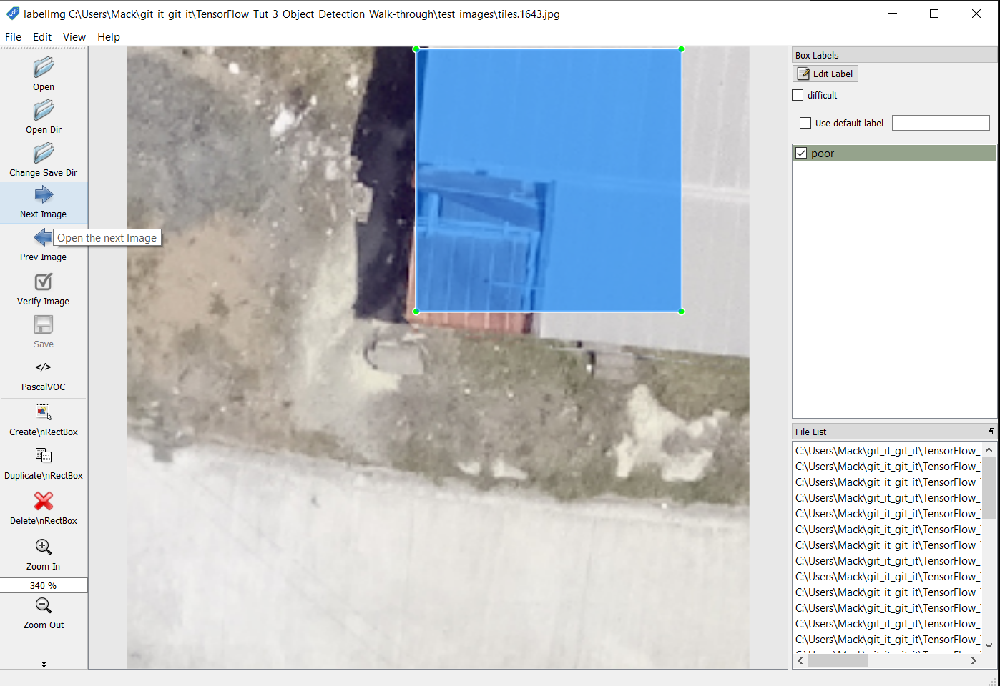 labelImg C:\Users\Mack\git_it_git_it\TensorFlow_Tut_3_Object_Detection_Walk-through\test_images\tiles.1643.jpg
File Edit View Help
Open
Open Dir
Change Save Dir
Next Image
Open the next Image
Prev Image
Verify Image
Save
</>
PascalVOC
Create\nRectBox
Duplicate\nRectBox
Delete\nRectBox
Zoom In
340 %
Zoom Out
Box Labels
Edit Label
difficult
Use default label
poor
File List
C:\Users\Mack\git_it_git_it\TensorFlow_
C:\Users\Mack\git_it_git_it\TensorFlow_
C:\Users\Mack\git_it_git_it\TensorFlow_
C:\Users\Mack\git_it_git_it\TensorFlow_
C:\Users\Mack\git_it_git_it\TensorFlow_
C:\Users\Mack\git_it_git_it\TensorFlow_
C:\Users\Mack\git_it_git_it\TensorFlow_
C:\Users\Mack\git_it_git_it\TensorFlow_
C:\Users\Mack\git_it_git_it\TensorFlow_
C:\Users\Mack\git_it_git_it\TensorFlow_
C:\Users\Mack\git_it_git_it\TensorFlow_
C:\Users\Mack\git_it_git_it\TensorFlow_
C:\Users\Mack\git_it_git_it\TensorFlow_